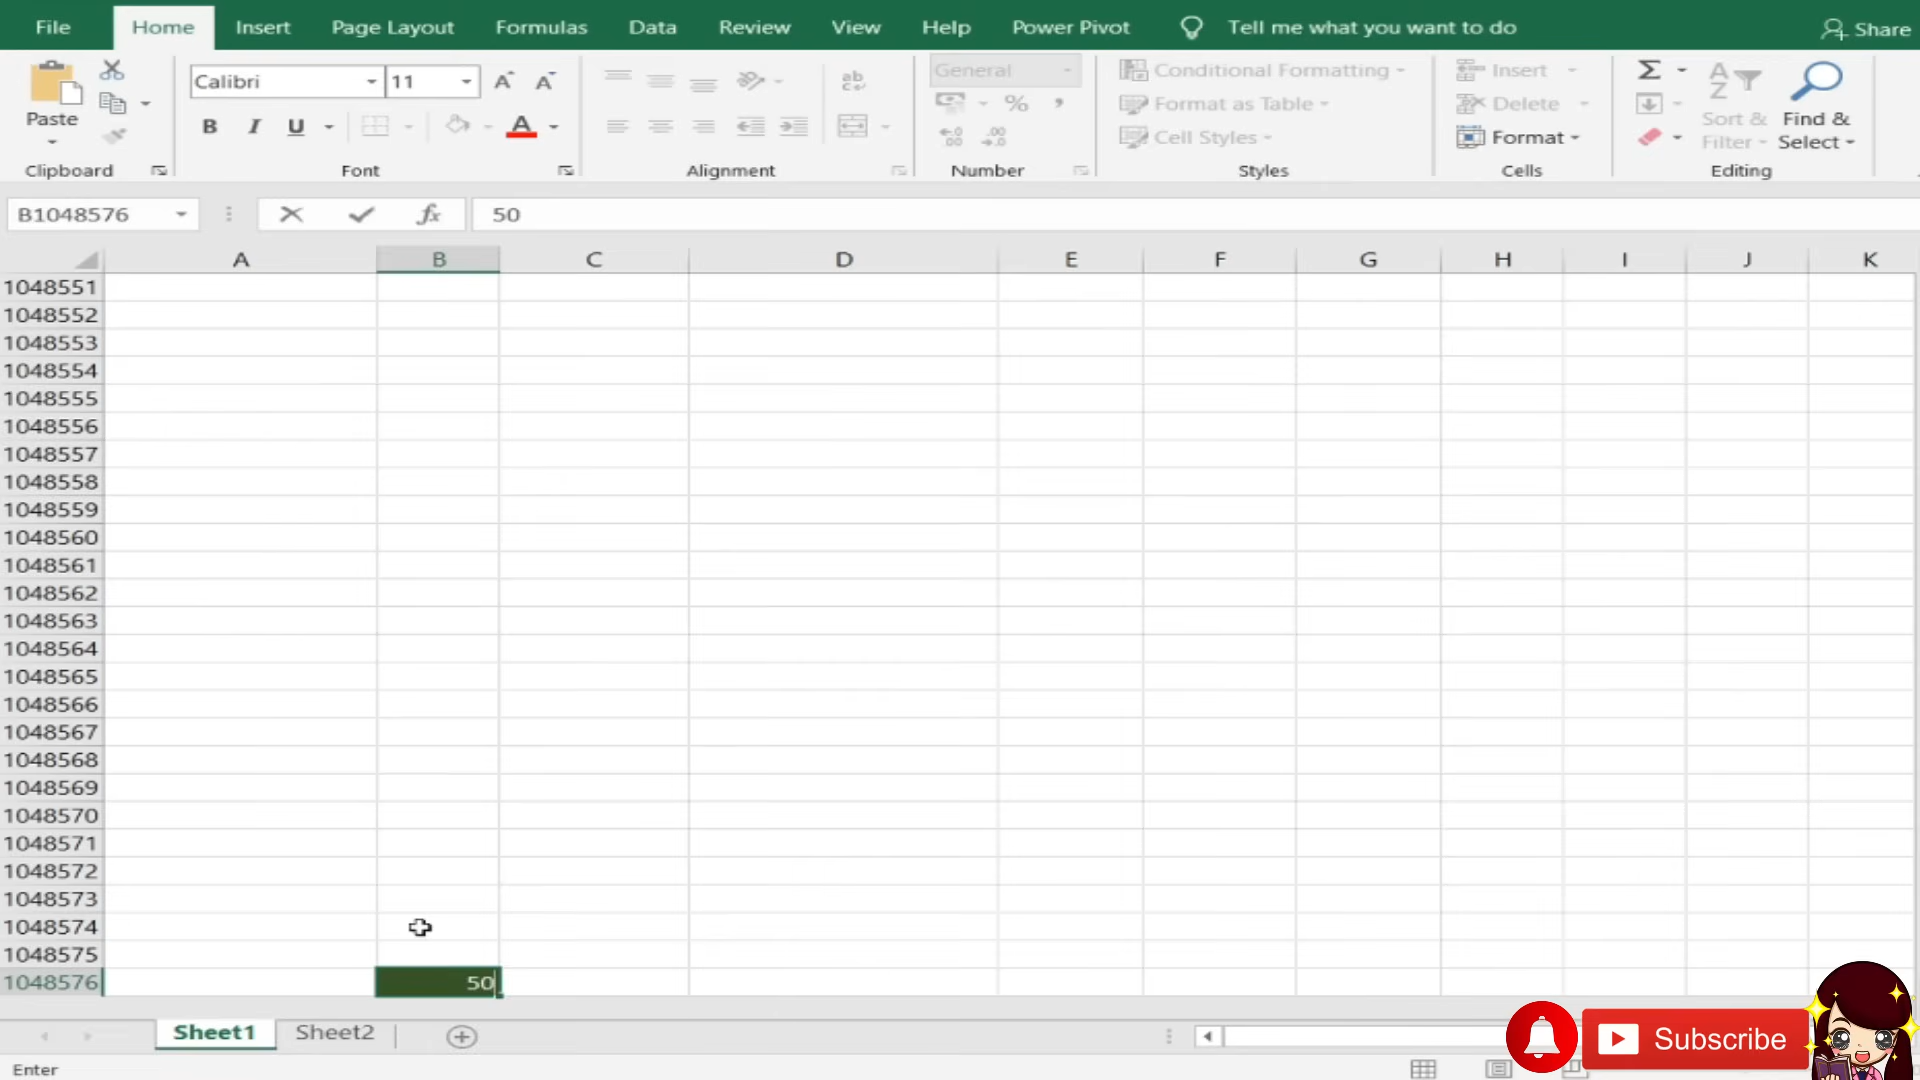 File Home Insert Page Layout Formulas Data Review View Help Power Pivot Tell me what you want to do Share
Paste
Clipboard
Calibri 11
B I U A
Font
ab
Alignment
General
% ,
Number
Conditional Formatting
Format as Table
Cell Styles
Styles
Insert
Delete
Format
Cells
Σ
Sort & Filter
Find & Select
Editing
B1048576 fx 50
A B C D E F G H I J K
1048551
1048552
1048553
1048554
1048555
1048556
1048557
1048558
1048559
1048560
1048561
1048562
1048563
1048564
1048565
1048566
1048567
1048568
1048569
1048570
1048571
1048572
1048573
1048574
1048575
1048576 50
Sheet1 Sheet2
Subscribe
Enter